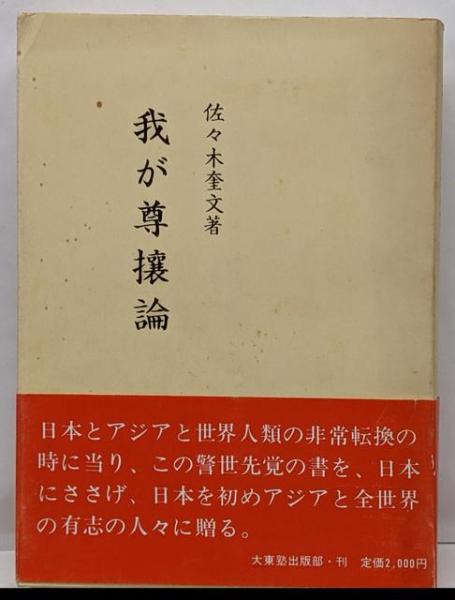 佐々木奎文著
我が尊攘論
日本とアジアと世界人類の非常転換の
時に当り、この警世先覚の書を、日本
にささげ、日本を初めアジアと全世界
の有志の人々に贈る。
大東塾出版部・刊 定価2,000円